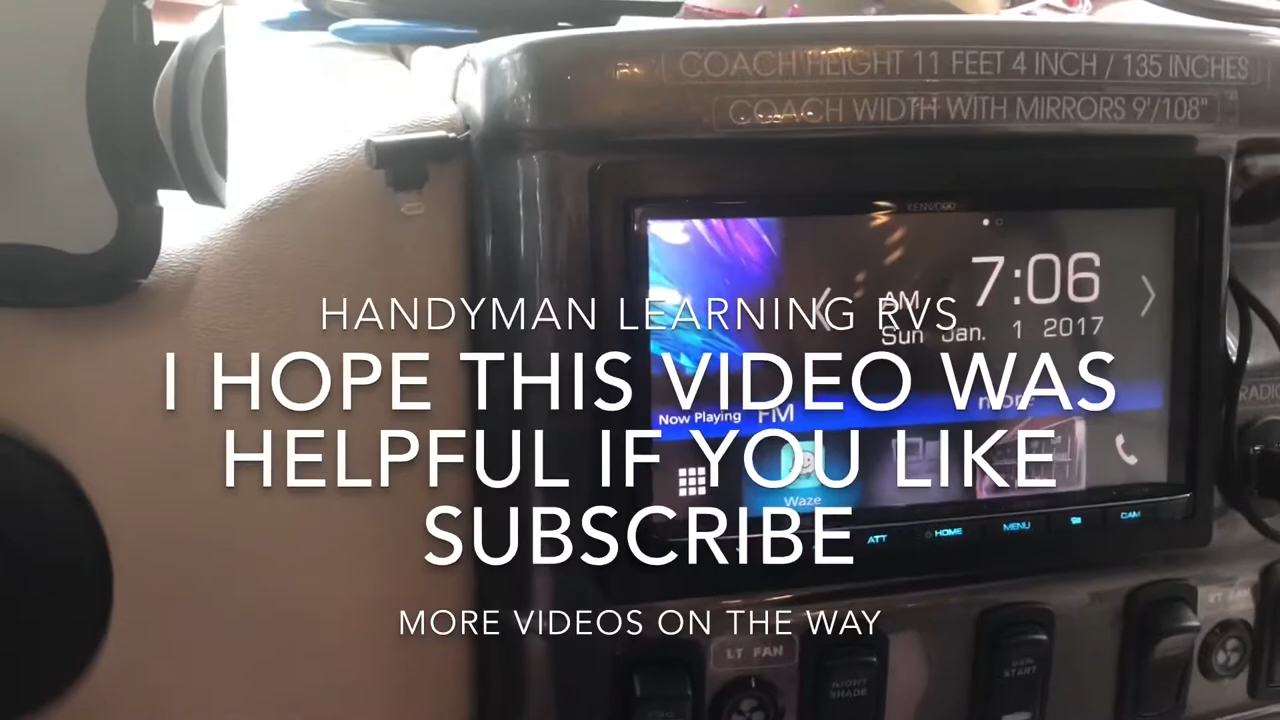 COACH HEIGHT 11 FEET 4 INCH / 135 INCHES
COACH WIDTH WITH MIRRORS 9'/108"
KENWOOD
7:06
AM
Sun Jan. 1 2017
HANDYMAN LEARNING RVS
I HOPE THIS VIDEO WAS
HELPFUL IF YOU LIKE
SUBSCRIBE
MORE VIDEOS ON THE WAY
Now Playing FM
more
Waze
ATT HOME MENU CAM
RADIO
LT FAN
NIGHT
SHADE
GEN
START